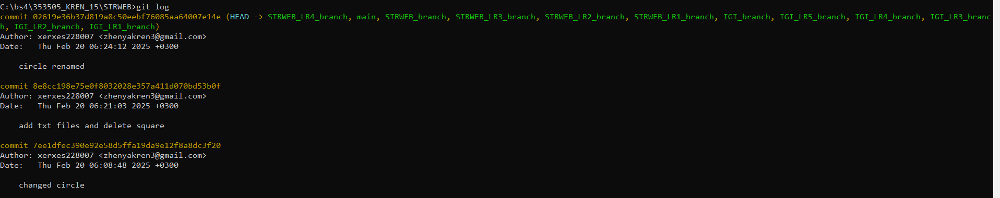 C:\bs4\353505_KREN_15\STRWEB>git log
commit 02619e36b37d819a8c50eebf76085aa64007e14e (HEAD -> STRWEB_LR4_branch, main, STRWEB_branch, STRWEB_LR3_branch, STRWEB_LR2_branch, STRWEB_LR1_branch, IGI_branch, IGI_LR5_branch, IGI_LR4_branch, IGI_LR3_branc
h, IGI_LR2_branch, IGI_LR1_branch)
Author: xerxes228007 <zhenyakren3@gmail.com>
Date:   Thu Feb 20 06:24:12 2025 +0300
    circle renamed
commit 8e8cc198e75e0f8032028e357a411d070bd53b0f
Author: xerxes228007 <zhenyakren3@gmail.com>
Date:   Thu Feb 20 06:21:03 2025 +0300
    add txt files and delete square
commit 7ee1dfec390e92e58d5ffa19da9e12f8a8dc3f20
Author: xerxes228007 <zhenyakren3@gmail.com>
Date:   Thu Feb 20 06:08:48 2025 +0300
    changed circle